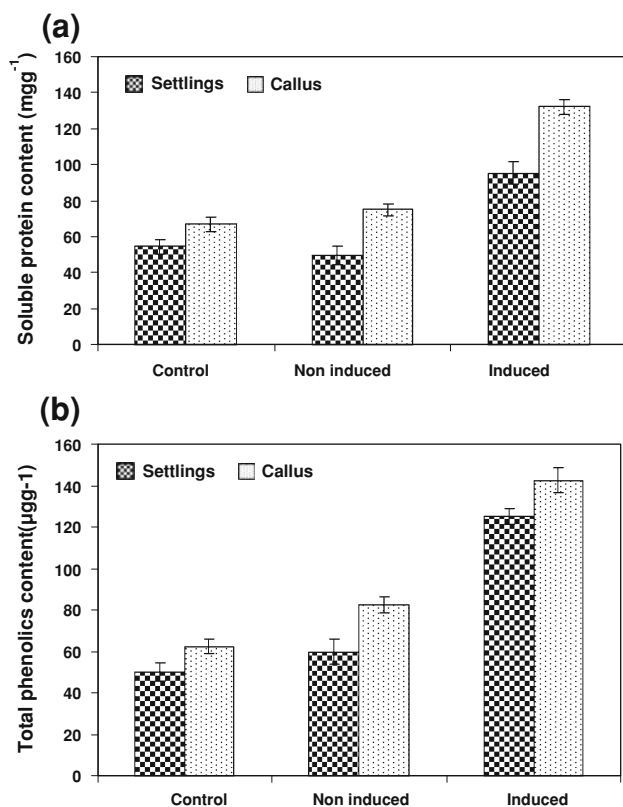 (a)
Soluble protein content (mgg-1)
160
140
120
100
80
60
40
20
0
Settlings
Callus
Control
Non induced
Induced
(b)
Total phenolics content(µgg-1)
160
140
120
100
80
60
40
20
0
Settlings
Callus
Control
Non induced
Induced